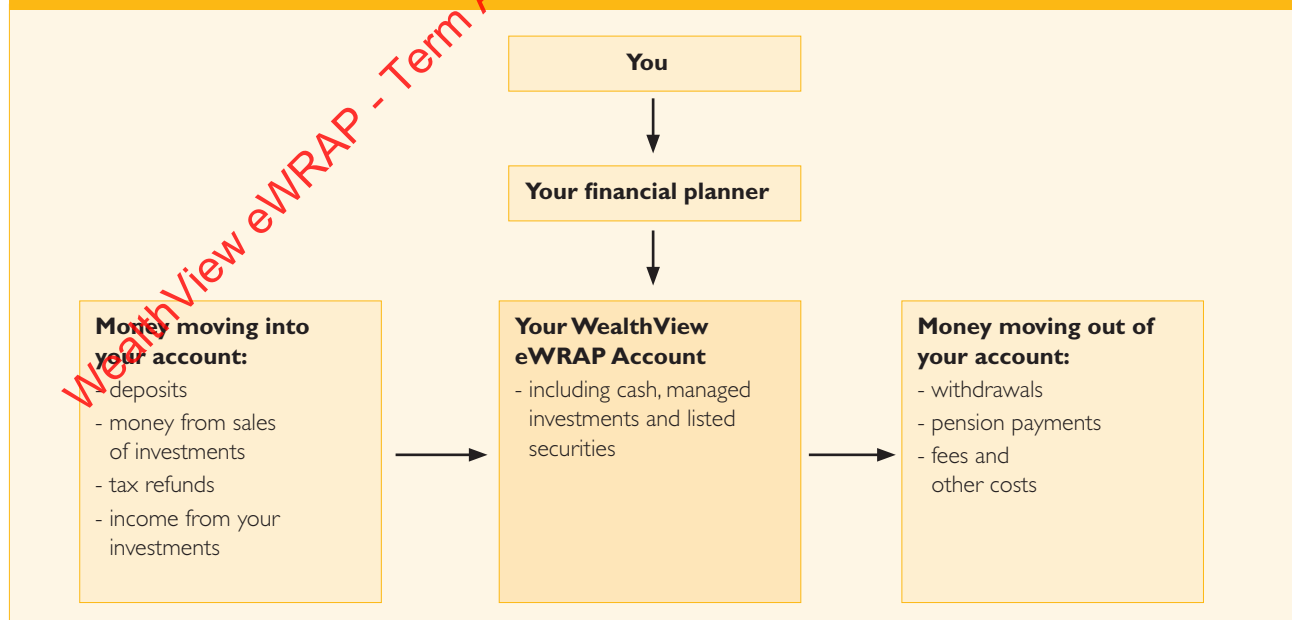 You
Your financial planner
Money moving into
your account:
- deposits
- money from sales
of investments
- tax refunds
- income from your
investments
Your WealthView
eWRAP Account
- including cash, managed
investments and listed
securities
Money moving out of
your account:
- withdrawals
- pension payments
- fees and
other costs
WealthView eWRAP - Term